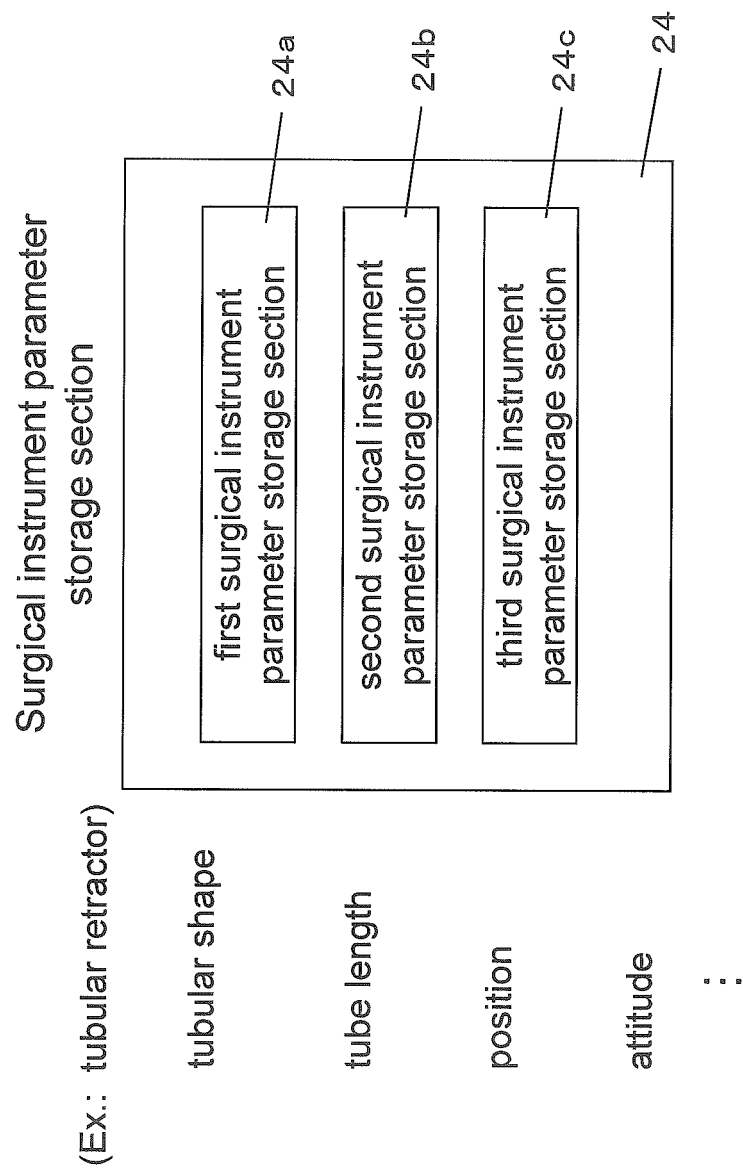 Surgical instrument parameter
storage section
(Ex.: tubular retractor)
tubular shape
tube length
position
attitude
⋮
first surgical instrument
parameter storage section
second surgical instrument
parameter storage section
third surgical instrument
parameter storage section
24a
24b
24c
24